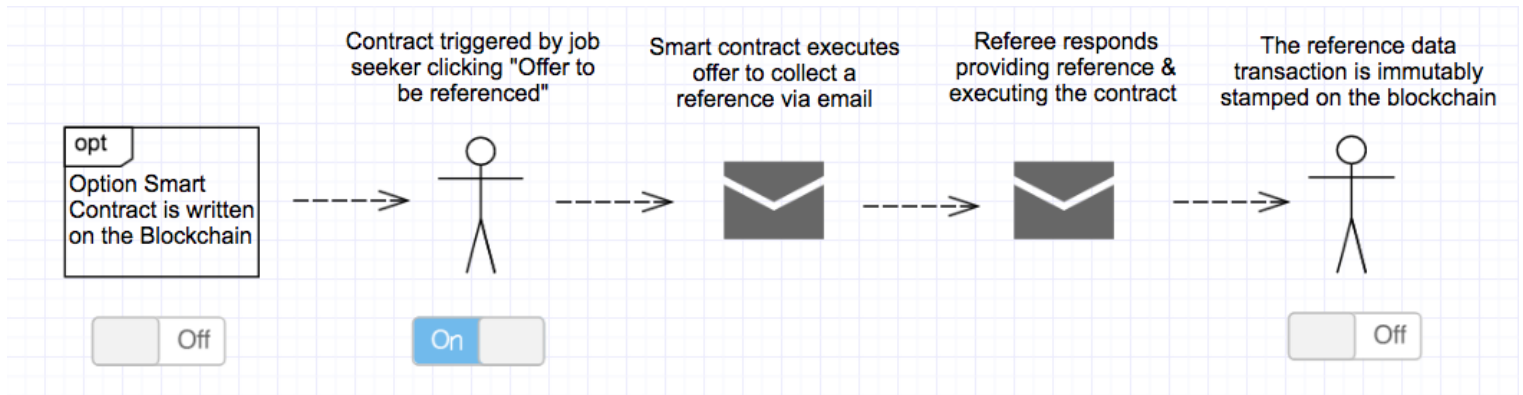 Contract triggered by job
seeker clicking "Offer to
be referenced"
Smart contract executes
offer to collect a
reference via email
Referee responds
providing reference &
executing the contract
The reference data
transaction is immutably
stamped on the blockchain
opt
Option Smart
Contract is written
on the Blockchain
Off
On
Off